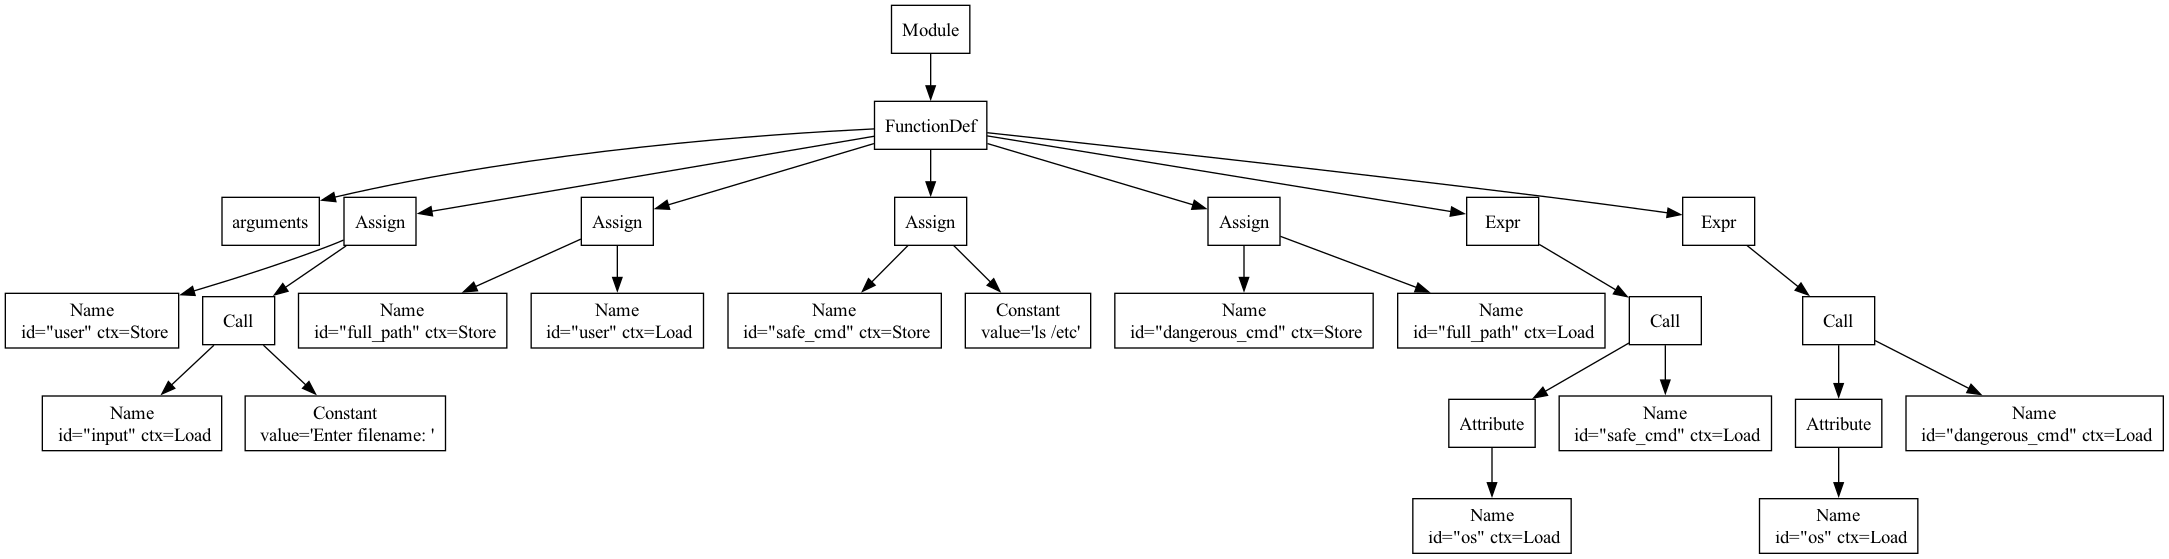 Module
FunctionDef
arguments
Assign
Assign
Assign
Assign
Expr
Expr
Name
id="user" ctx=Store
Call
Name
id="full_path" ctx=Store
Name
id="user" ctx=Load
Name
id="safe_cmd" ctx=Store
Constant
value='ls /etc'
Name
id="dangerous_cmd" ctx=Store
Name
id="full_path" ctx=Load
Call
Call
Name
id="input" ctx=Load
Constant
value='Enter filename: '
Attribute
Name
id="safe_cmd" ctx=Load
Attribute
Name
id="dangerous_cmd" ctx=Load
Name
id="os" ctx=Load
Name
id="os" ctx=Load